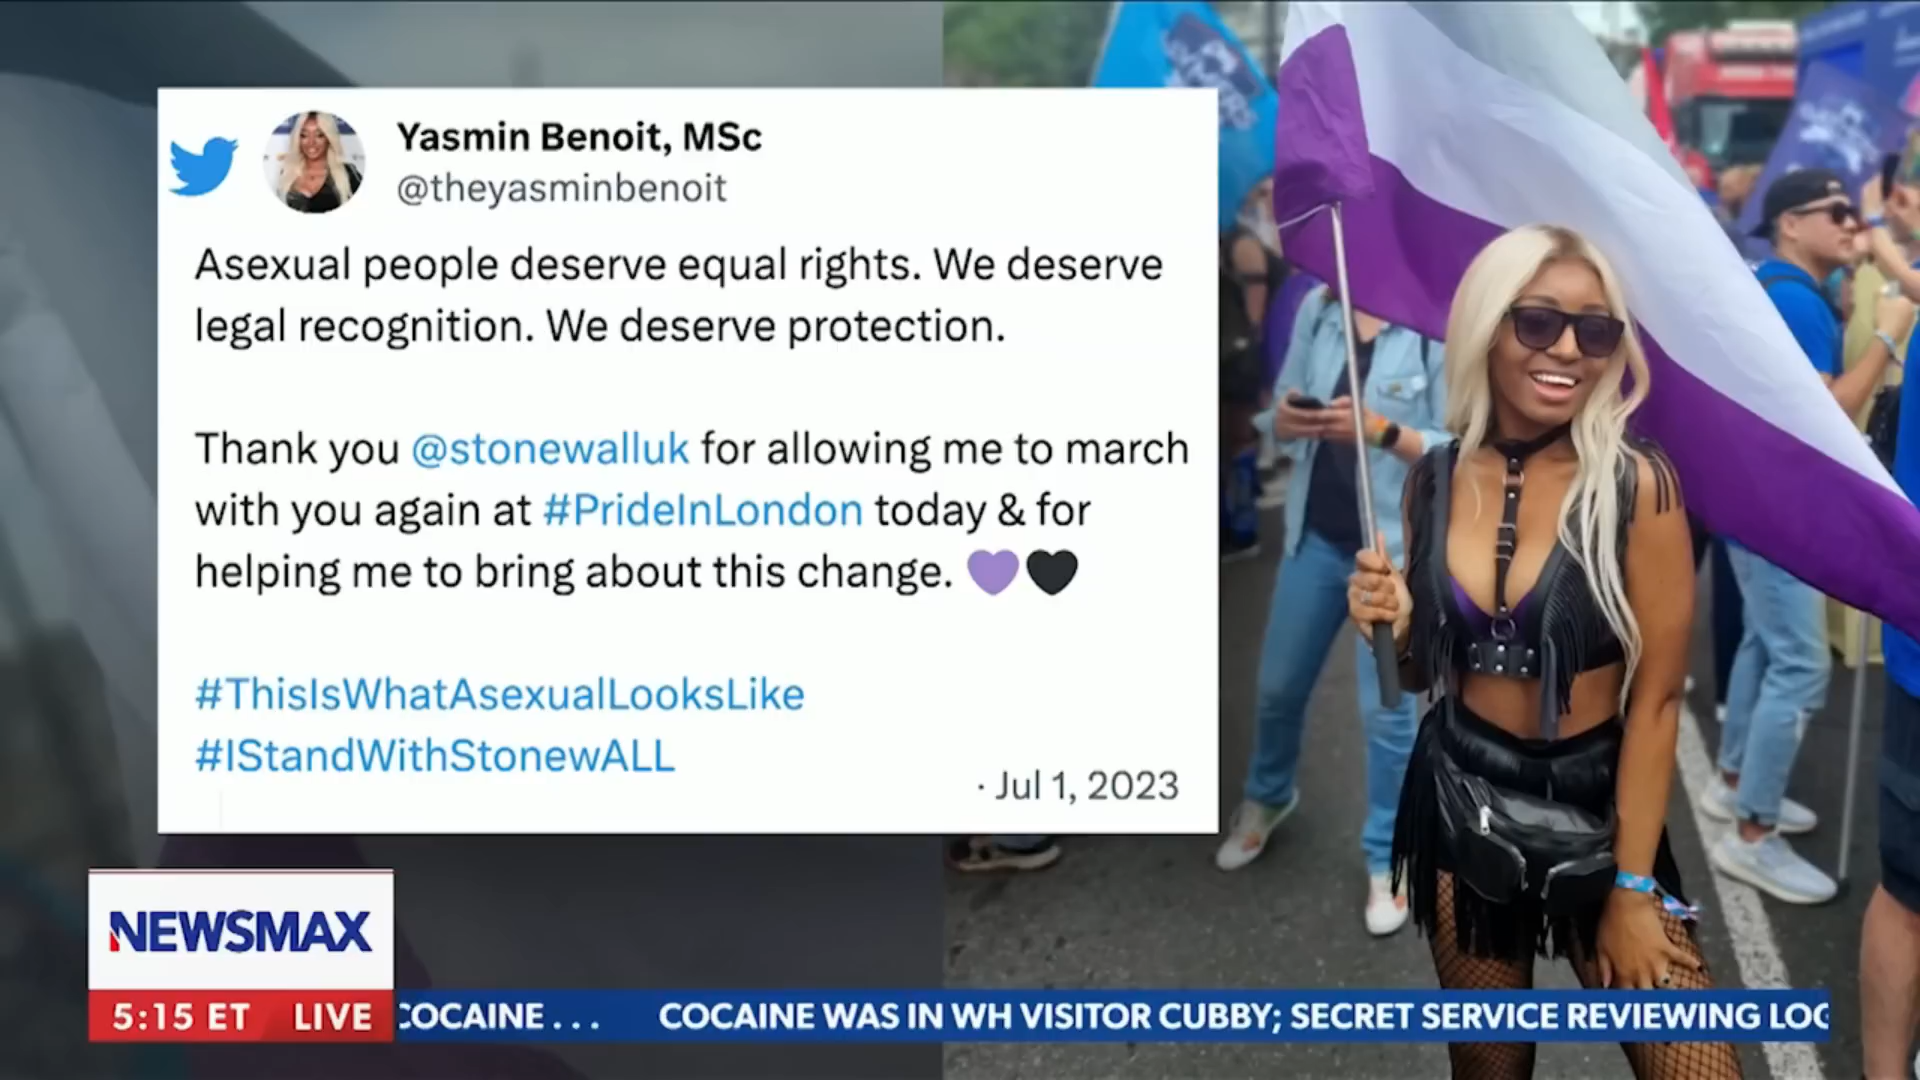 Yasmin Benoit, MSc
@theyasminbenoit
Asexual people deserve equal rights. We deserve
legal recognition. We deserve protection.
Thank you @stonewalluk for allowing me to march
with you again at #PrideInLondon today & for
helping me to bring about this change. 💜🖤
#ThisIsWhatAsexualLooksLike
#IStandWithStonewALL
· Jul 1, 2023
NEWSMAX
5:15 ET LIVE
COCAINE . . . COCAINE WAS IN WH VISITOR CUBBY; SECRET SERVICE REVIEWING